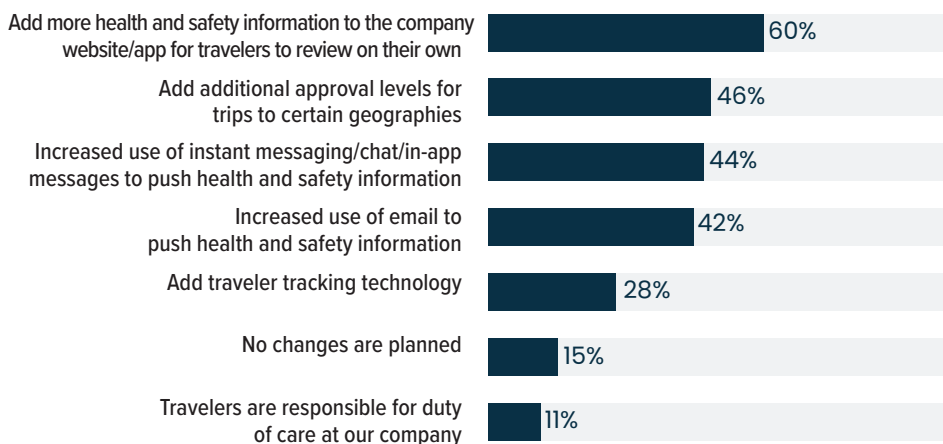 Add more health and safety information to the company
website/app for travelers to review on their own
60%
Add additional approval levels for
trips to certain geographies
46%
Increased use of instant messaging/chat/in-app
messages to push health and safety information
44%
Increased use of email to
push health and safety information
42%
Add traveler tracking technology
28%
No changes are planned
15%
Travelers are responsible for duty
of care at our company
11%